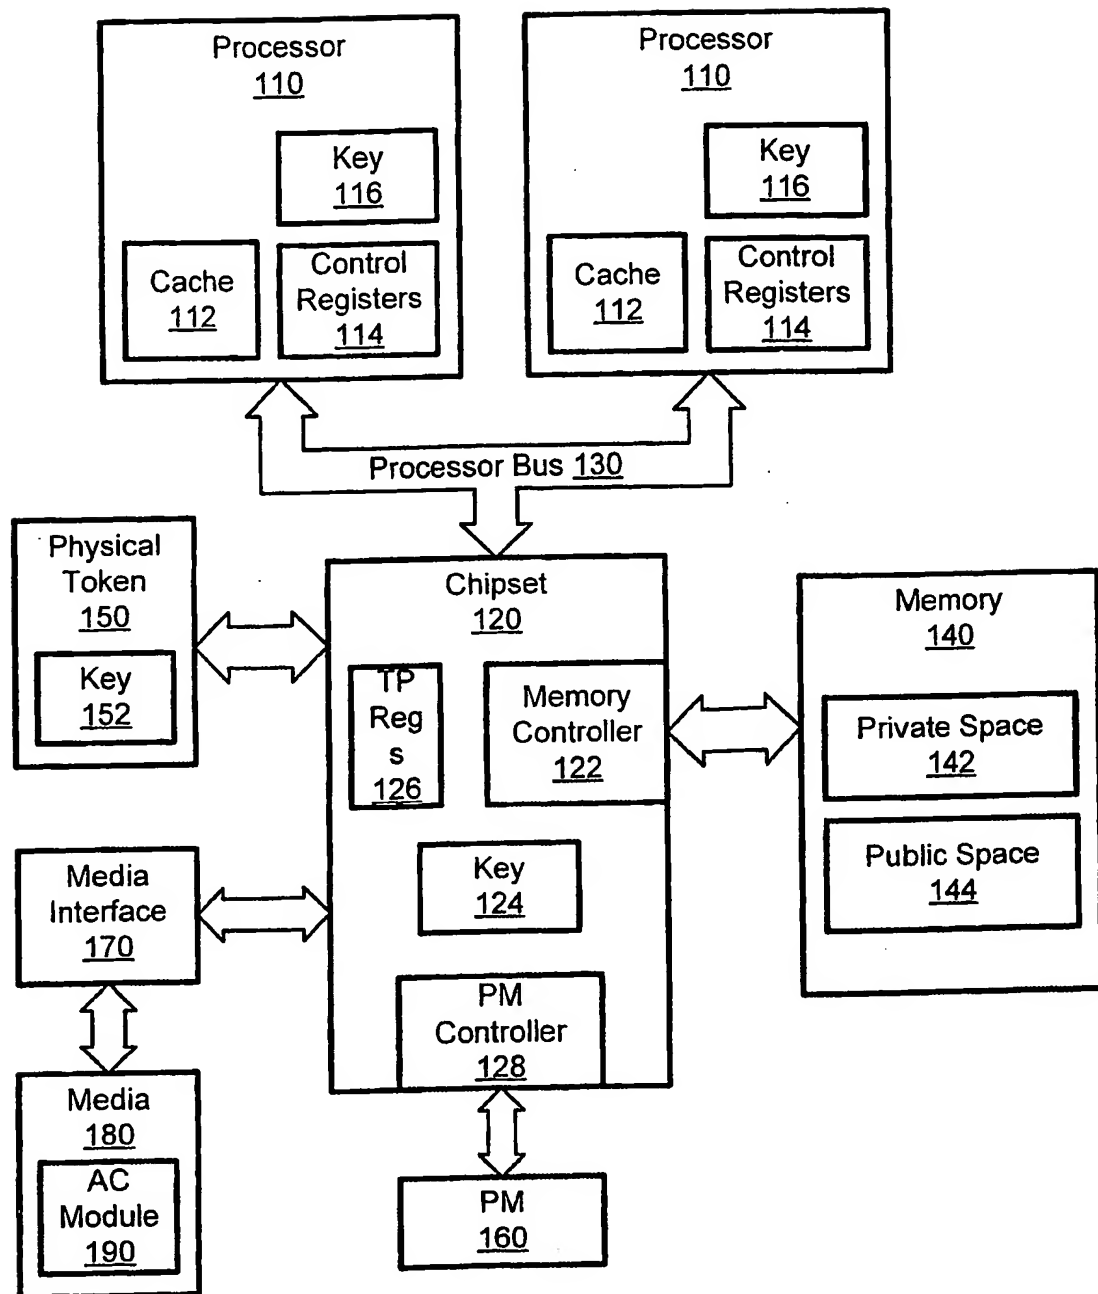 Processor
110
Key
116
Cache
112
Control
Registers
114
Processor
110
Key
116
Cache
112
Control
Registers
114
Processor Bus 130
Physical
Token
150
Key
152
Chipset
120
TP
Reg
s
126
Memory
Controller
122
Key
124
PM
Controller
128
Memory
140
Private Space
142
Public Space
144
Media
Interface
170
Media
180
AC
Module
190
PM
160